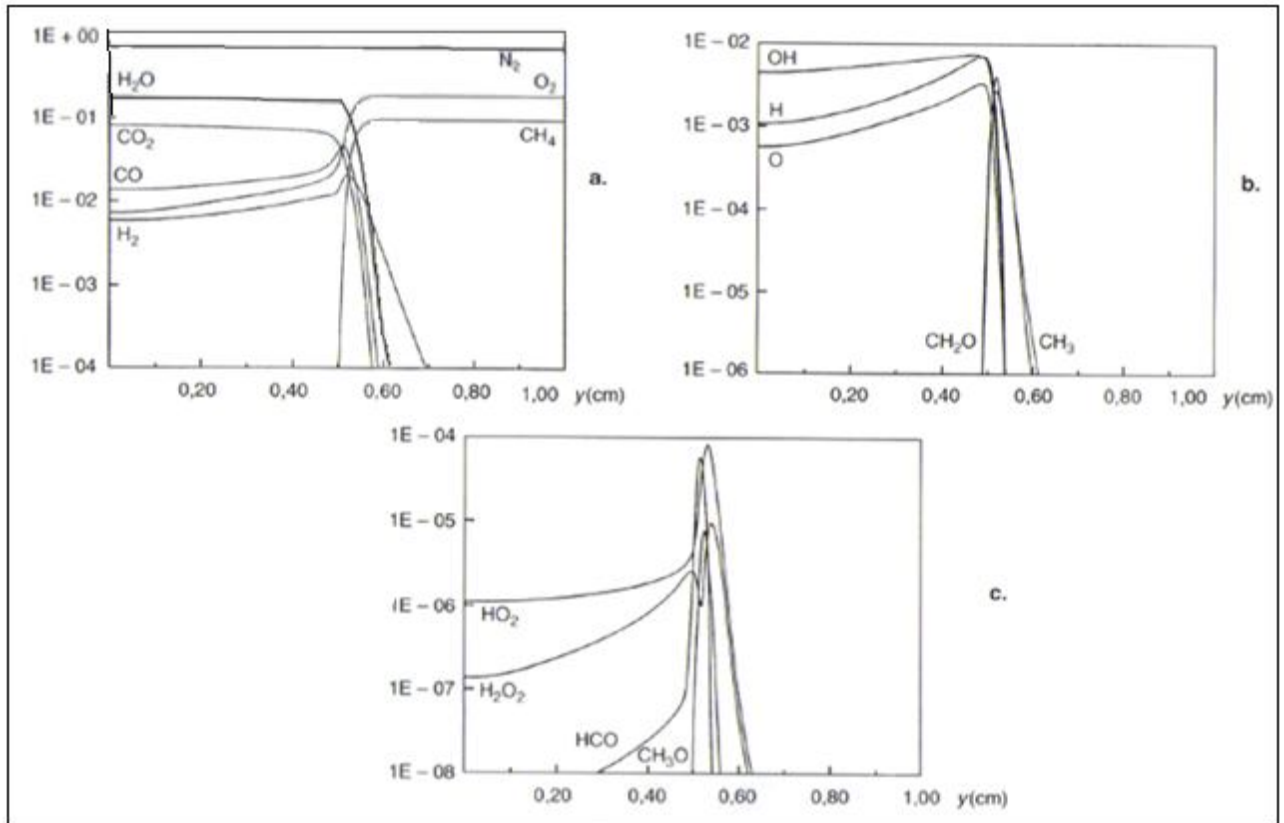 1E + 00
N₂
H₂O
O₂
1E – 01
CO₂
CH₄
CO
a.
1E – 02
H₂
1E – 03
1E – 04
0,20 0,40 0,60 0,80 1,00 y(cm)
1E – 02
OH
H
1E – 03
O
b.
1E – 04
1E – 05
CH₂O CH₃
1E – 06
0,20 0,40 0,60 0,80 1,00 y(cm)
1E – 04
1E – 05
1E – 06
HO₂
c.
1E – 07
H₂O₂
HCO
CH₃O
1E – 08
0,20 0,40 0,60 0,80 1,00 y(cm)